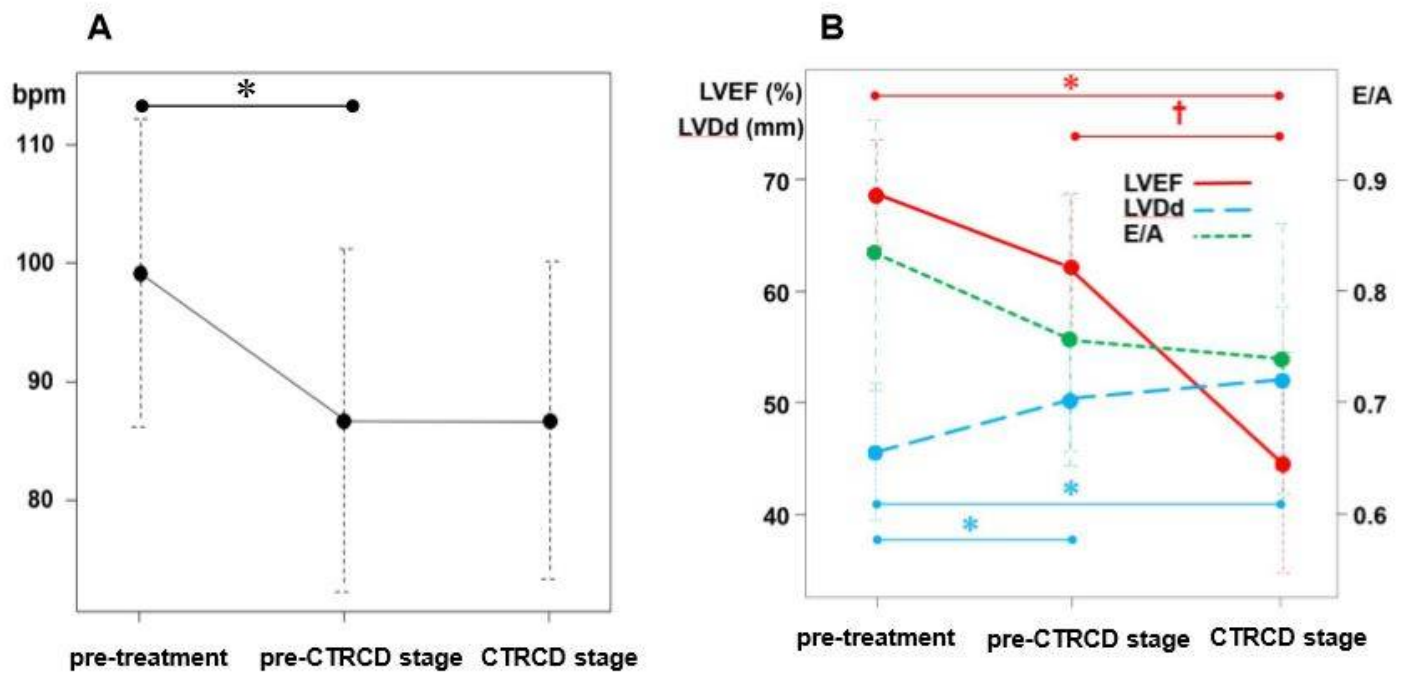 A
bpm
*
110
100
90
80
pre-treatment pre-CTRCD stage CTRCD stage
B
LVEF (%)
LVDd (mm)
E/A
*
†
LVEF
LVDd
E/A
70
60
50
40
0.9
0.8
0.7
0.6
*
*
pre-treatment pre-CTRCD stage CTRCD stage